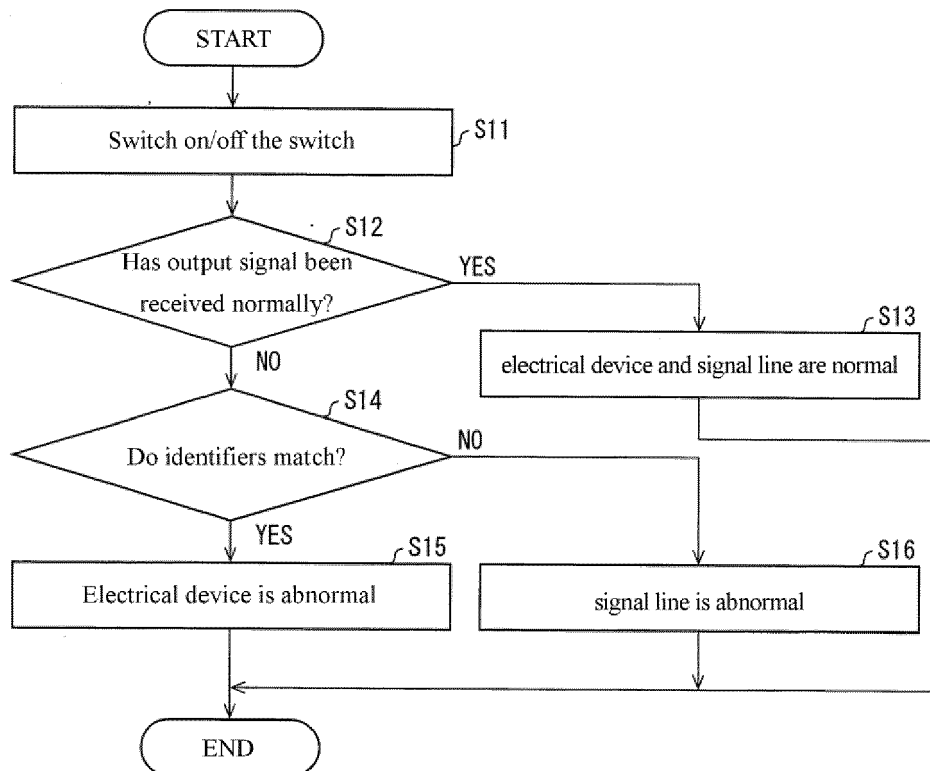 START
Switch on/off the switch
S11
S12
Has output signal been
received normally?
YES
NO
S13
electrical device and signal line are normal
S14
Do identifiers match?
NO
YES
S15
Electrical device is abnormal
S16
signal line is abnormal
END